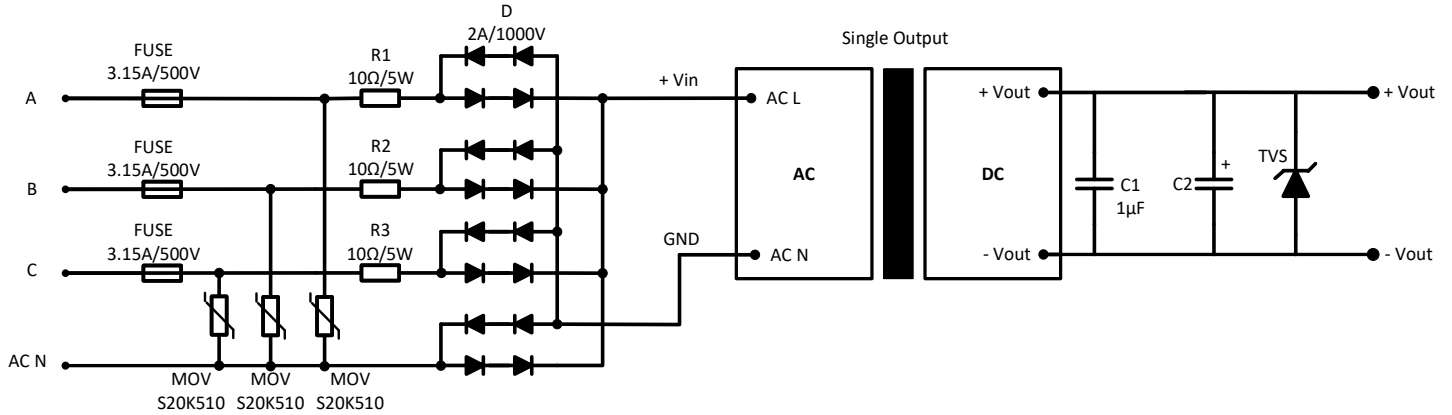 D
2A/1000V
FUSE
3.15A/500V
R1
10Ω/5W
Single Output
A
+ Vin
AC L
+ Vout
+ Vout
FUSE
3.15A/500V
R2
10Ω/5W
B
AC
DC
C1
1µF
C2
+
TVS
FUSE
3.15A/500V
R3
10Ω/5W
C
GND
AC N
- Vout
- Vout
AC N
MOV
S20K510
MOV
S20K510
MOV
S20K510